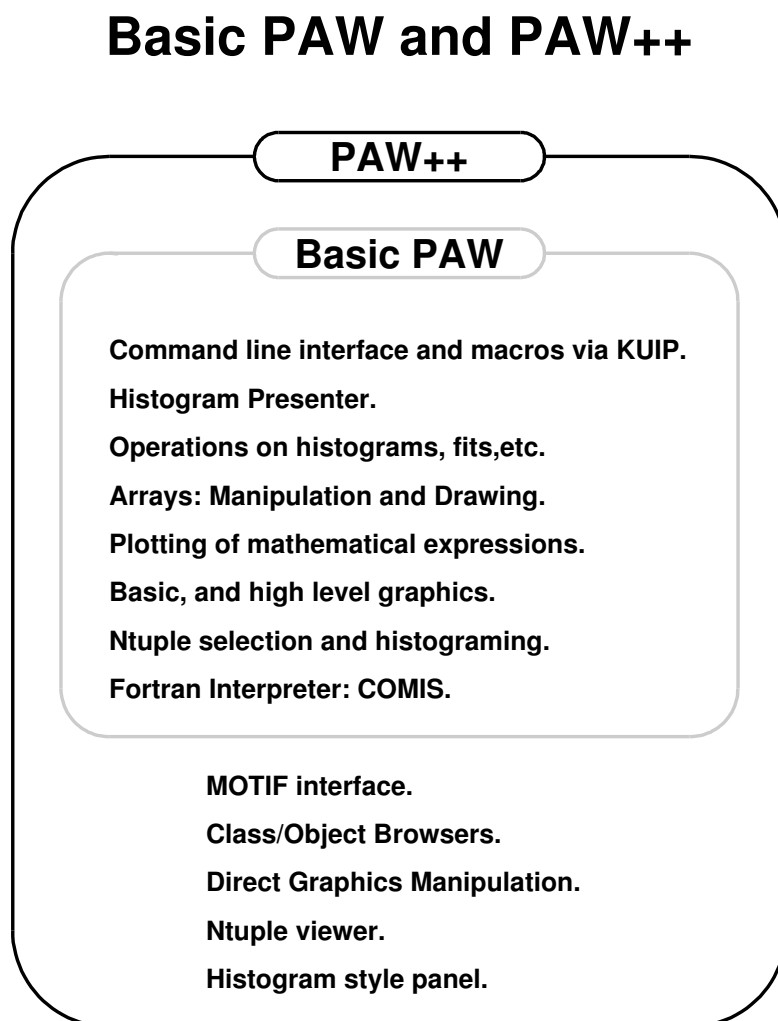 Basic PAW and PAW++
PAW++
Basic PAW
Command line interface and macros via KUIP.
Histogram Presenter.
Operations on histograms, fits,etc.
Arrays: Manipulation and Drawing.
Plotting of mathematical expressions.
Basic, and high level graphics.
Ntuple selection and histograming.
Fortran Interpreter: COMIS.
MOTIF interface.
Class/Object Browsers.
Direct Graphics Manipulation.
Ntuple viewer.
Histogram style panel.